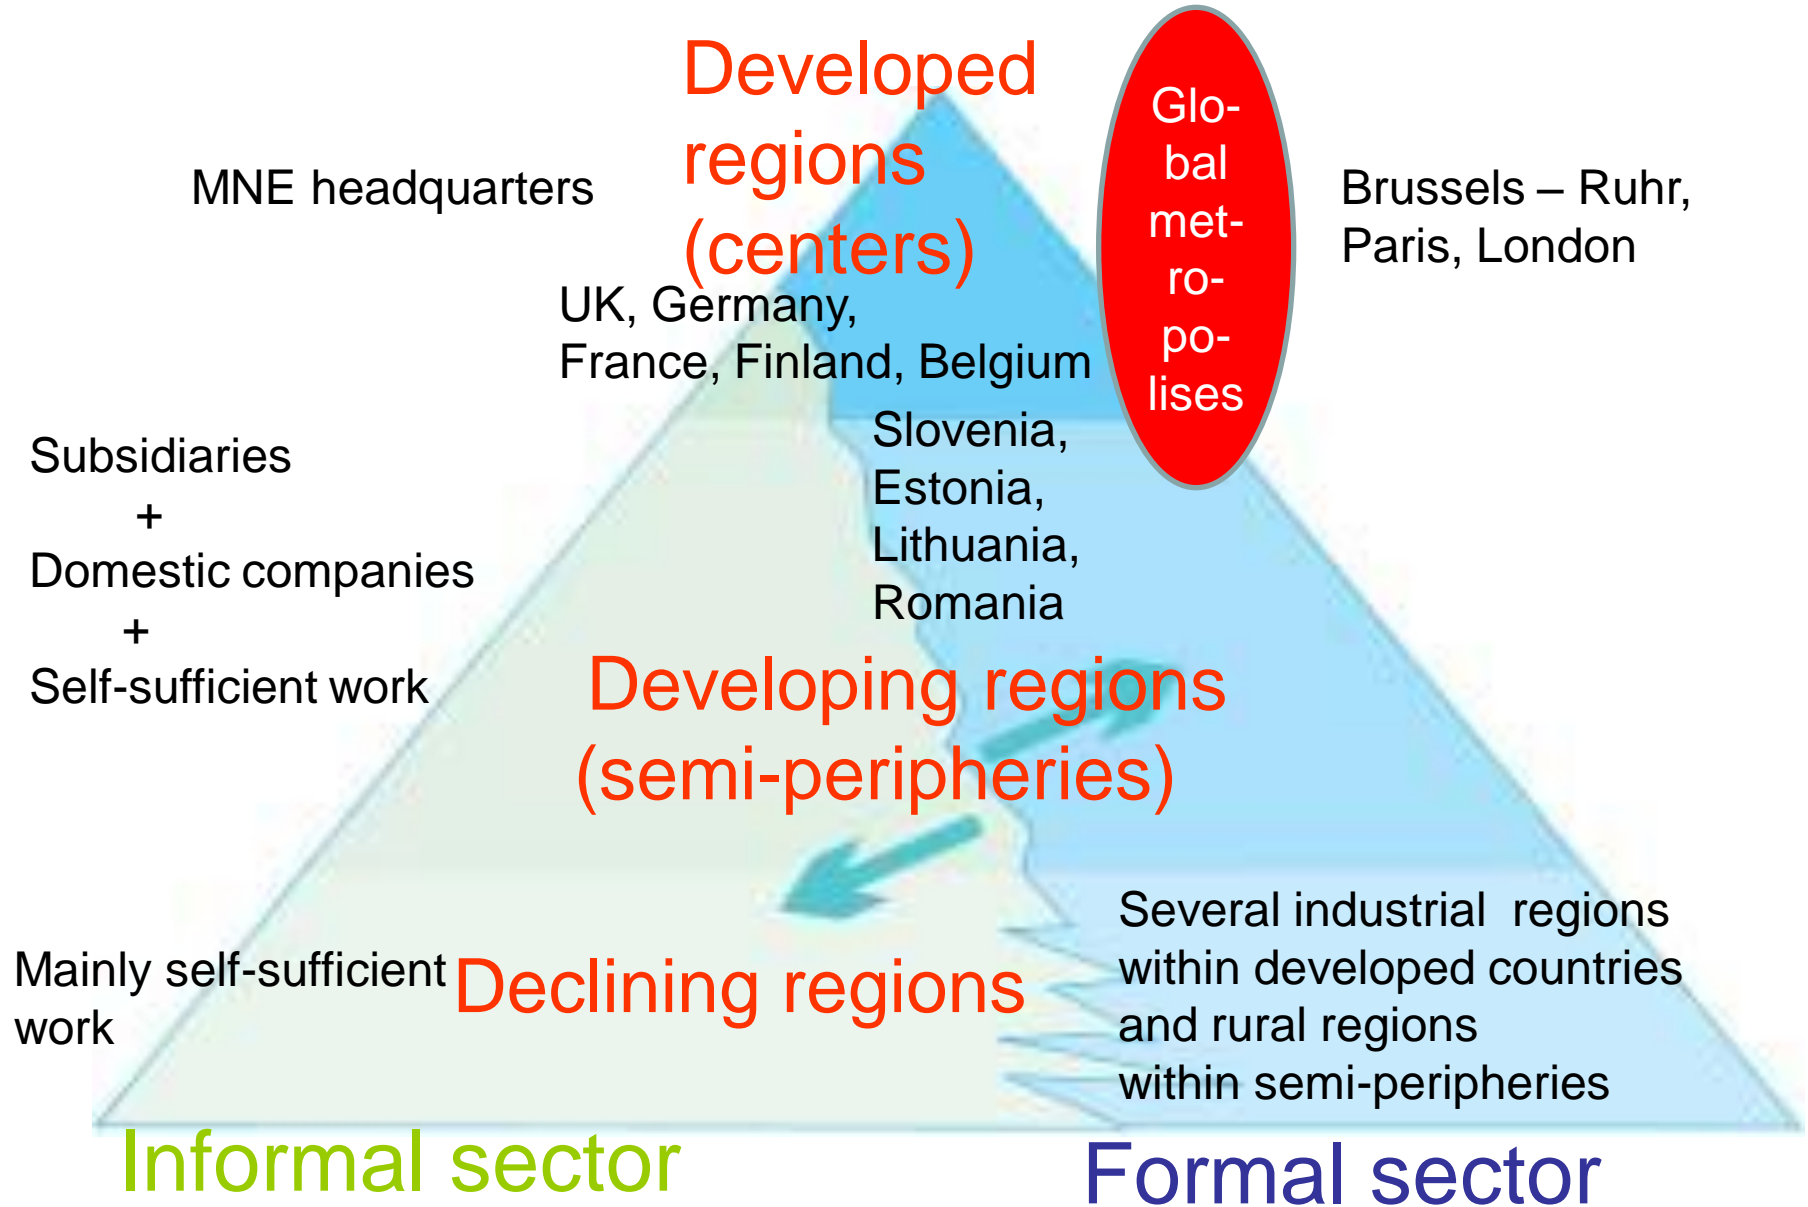 Developed
regions
(centers)
Glo-
bal
met-
ro-
po-
lises
MNE headquarters
Brussels – Ruhr,
Paris, London
UK, Germany,
France, Finland, Belgium
Slovenia,
Estonia,
Lithuania,
Romania
Subsidiaries
+
Domestic companies
+
Self-sufficient work
Developing regions
(semi-peripheries)
Mainly self-sufficient
work
Declining regions
Several industrial regions
within developed countries
and rural regions
within semi-peripheries
Informal sector
Formal sector